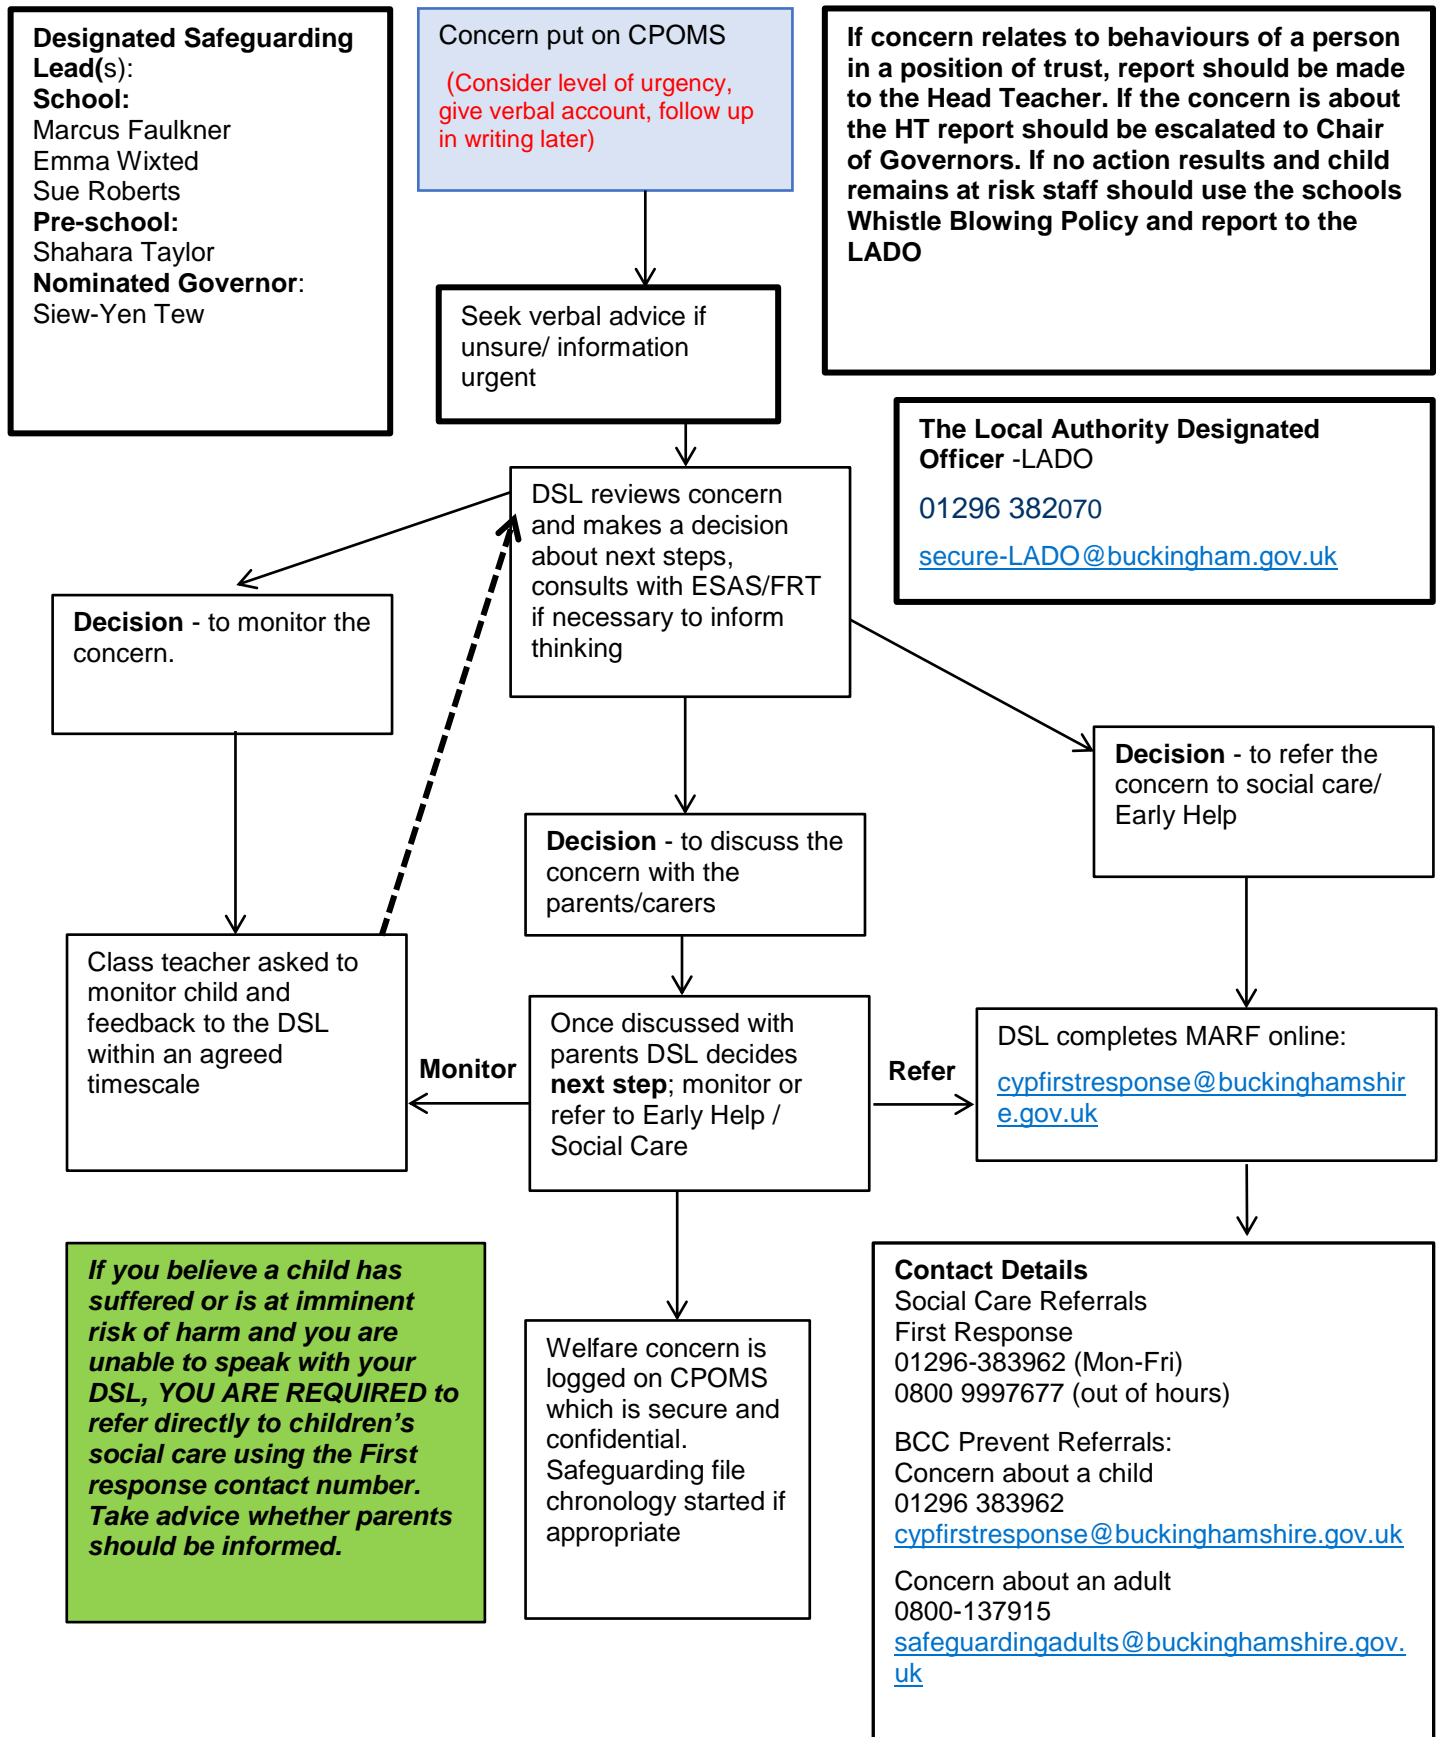 Designated Safeguarding
Lead(s):
School:
Marcus Faulkner
Emma Wixted
Sue Roberts
Pre-school:
Shahara Taylor
Nominated Governor:
Siew-Yen Tew
Concern put on CPOMS
(Consider level of urgency,
give verbal account, follow up
in writing later)
If concern relates to behaviours of a person
in a position of trust, report should be made
to the Head Teacher. If the concern is about
the HT report should be escalated to Chair
of Governors. If no action results and child
remains at risk staff should use the schools
Whistle Blowing Policy and report to the
LADO
Seek verbal advice if
unsure/ information
urgent
The Local Authority Designated
Officer -LADO
01296 382070
secure-LADO@buckingham.gov.uk
DSL reviews concern
and makes a decision
about next steps,
consults with ESAS/FRT
if necessary to inform
thinking
Decision - to monitor the
concern.
Decision - to refer the
concern to social care/
Early Help
Decision - to discuss the
concern with the
parents/carers
Class teacher asked to
monitor child and
feedback to the DSL
within an agreed
timescale
Monitor
Once discussed with
parents DSL decides
next step; monitor or
refer to Early Help /
Social Care
Refer
DSL completes MARF online:
cypfirstresponse@buckinghamshir
e.gov.uk
If you believe a child has
suffered or is at imminent
risk of harm and you are
unable to speak with your
DSL, YOU ARE REQUIRED to
refer directly to children’s
social care using the First
response contact number.
Take advice whether parents
should be informed.
Welfare concern is
logged on CPOMS
which is secure and
confidential.
Safeguarding file
chronology started if
appropriate
Contact Details
Social Care Referrals
First Response
01296-383962 (Mon-Fri)
0800 9997677 (out of hours)
BCC Prevent Referrals:
Concern about a child
01296 383962
cypfirstresponse@buckinghamshire.gov.uk
Concern about an adult
0800-137915
safeguardingadults@buckinghamshire.gov.
uk